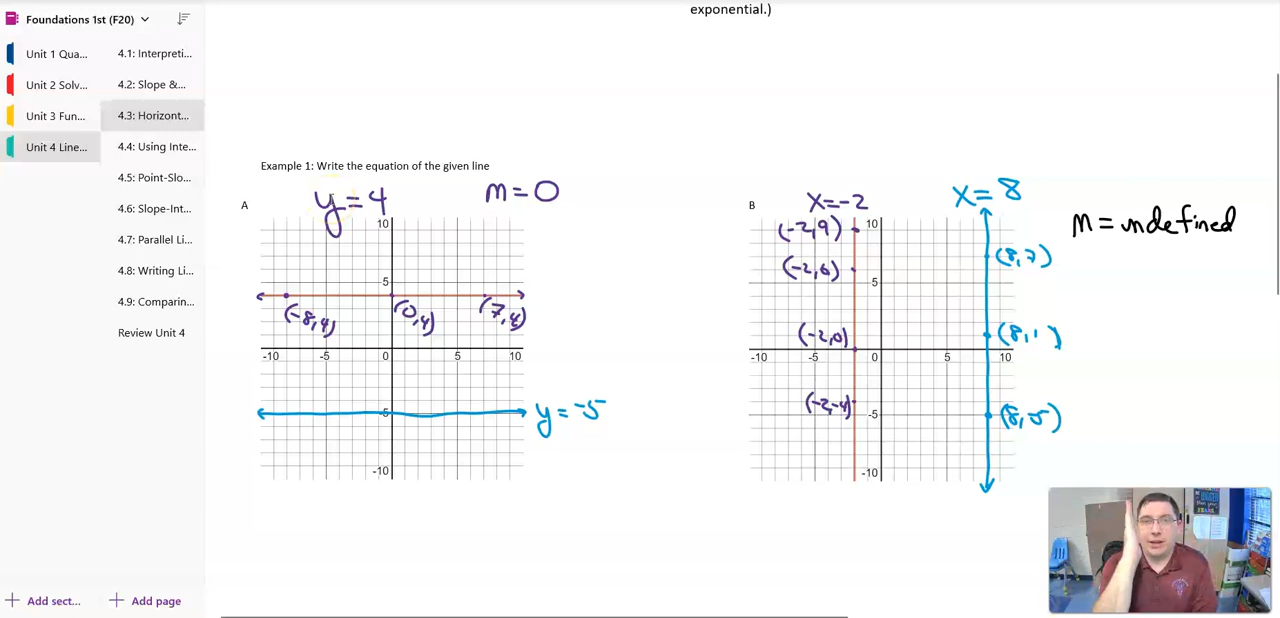 exponential.)
Foundations 1st (F20)
Unit 1 Qua...
Unit 2 Solv...
Unit 3 Fun...
Unit 4 Line...
4.1: Interpreti...
4.2: Slope &...
4.3: Horizont...
4.4: Using Inte...
4.5: Point-Slo...
4.6: Slope-Int...
4.7: Parallel Li...
4.8: Writing Li...
4.9: Comparin...
Review Unit 4
Example 1: Write the equation of the given line
A
y = 4
m = 0
10
5
(-8,4)
(0,4)
(7,4)
-10
-5
0
5
10
-5
y = -5
-10
B
x = -2
x = 8
m = undefined
(-2,9)
10
(-2,6)
5
(8,7)
(-2,0)
(8,1)
-10
-5
0
5
10
(-2,-4)
-5
(8,-5)
-10
+ Add sect...
+ Add page